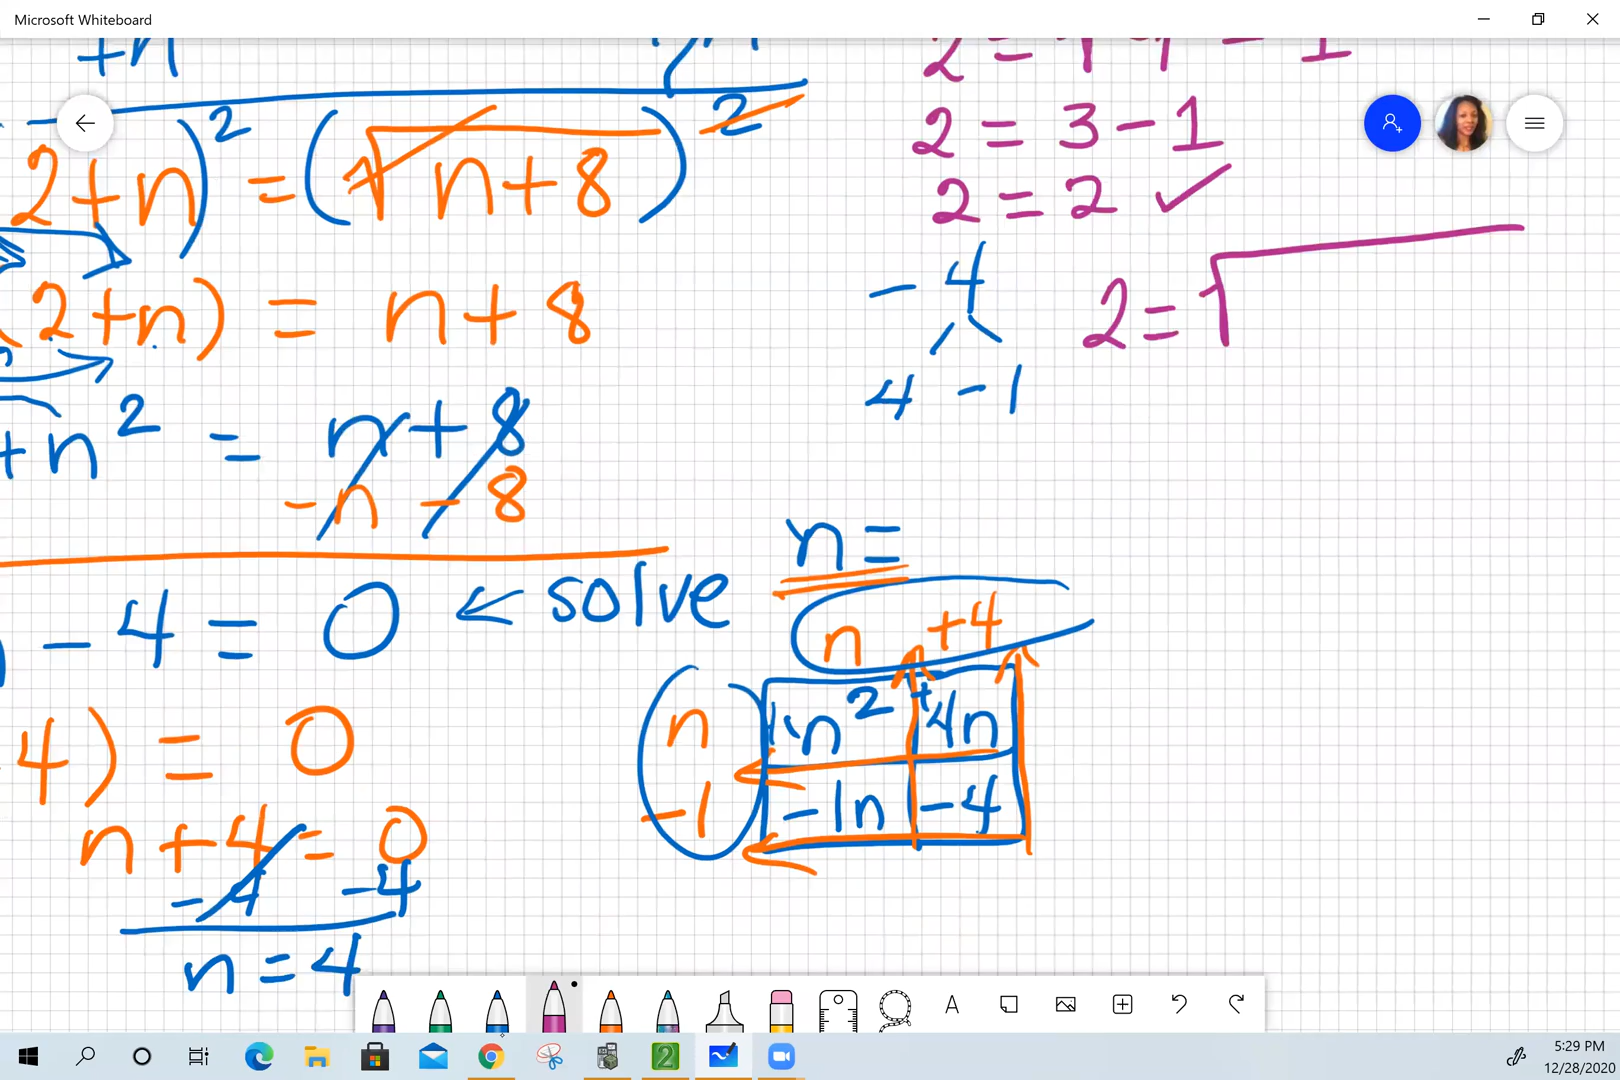 Microsoft Whiteboard
+n
2 = 3 - 1
2 = 2 ✓
2+n)² = (√n+8)²
(2+n) = n+8
+n² = n+8
-n -8
-4
4 -1
2 = √
-4 = 0 ← solve
n =
n +4
n 1n² +4n
-1 -1n -4
4) = 0
n+4 = 0
-4 -4
n = 4
A
2
5:29 PM
12/28/2020